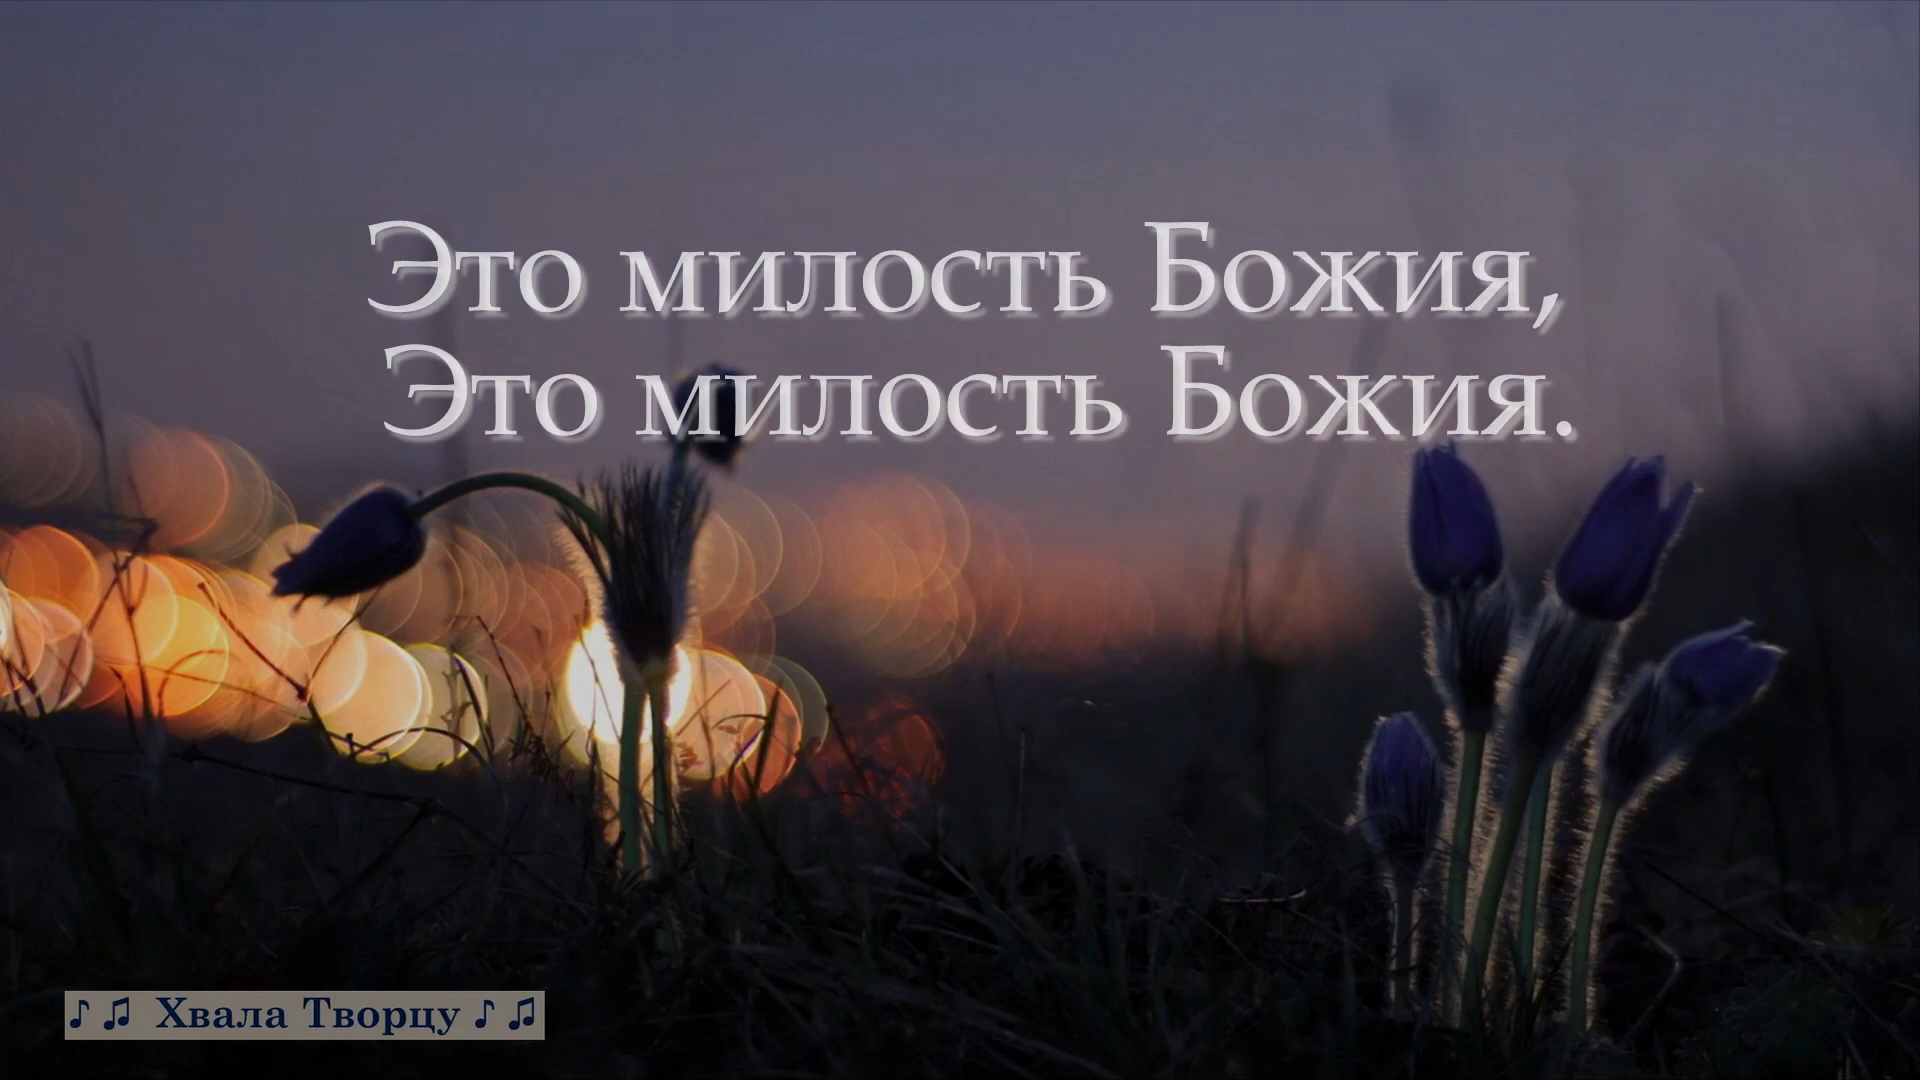 Это милость Божия,
Это милость Божия.
♪ ♫ Хвала Творцу ♪ ♫